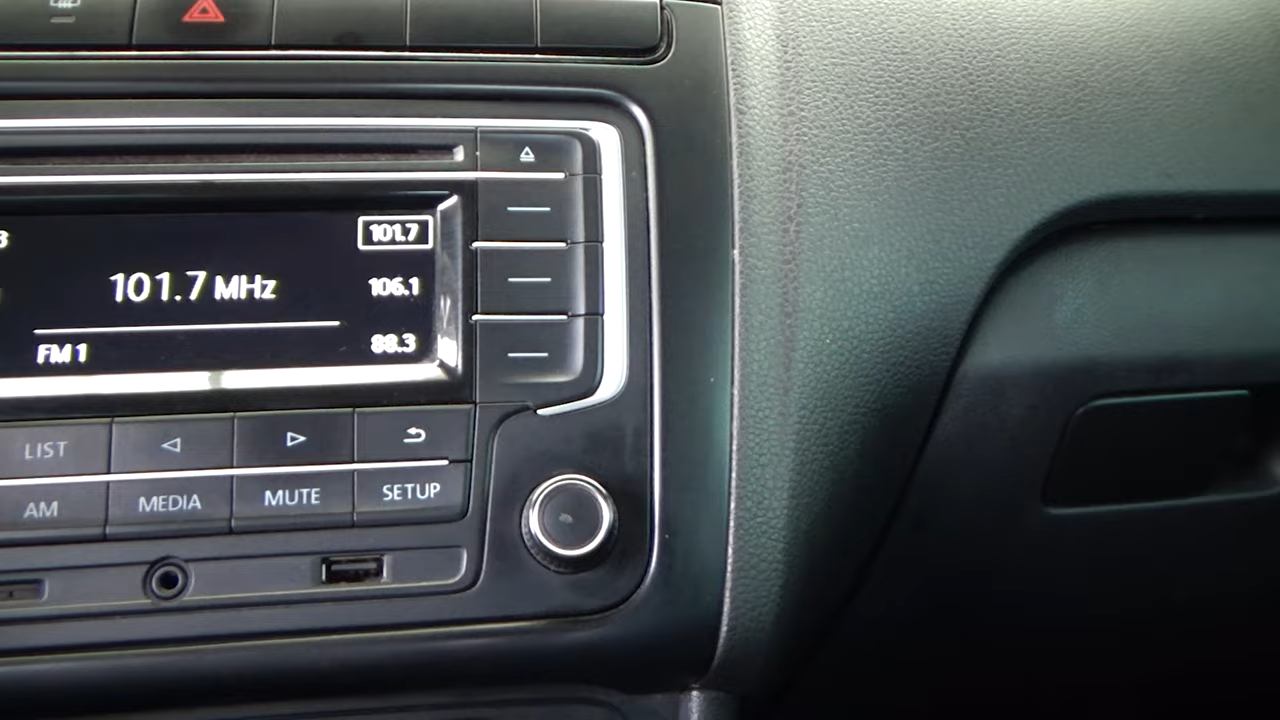 101.7
101.7 MHz
106.1
FM 1
88.3
LIST
AM
MEDIA
MUTE
SETUP